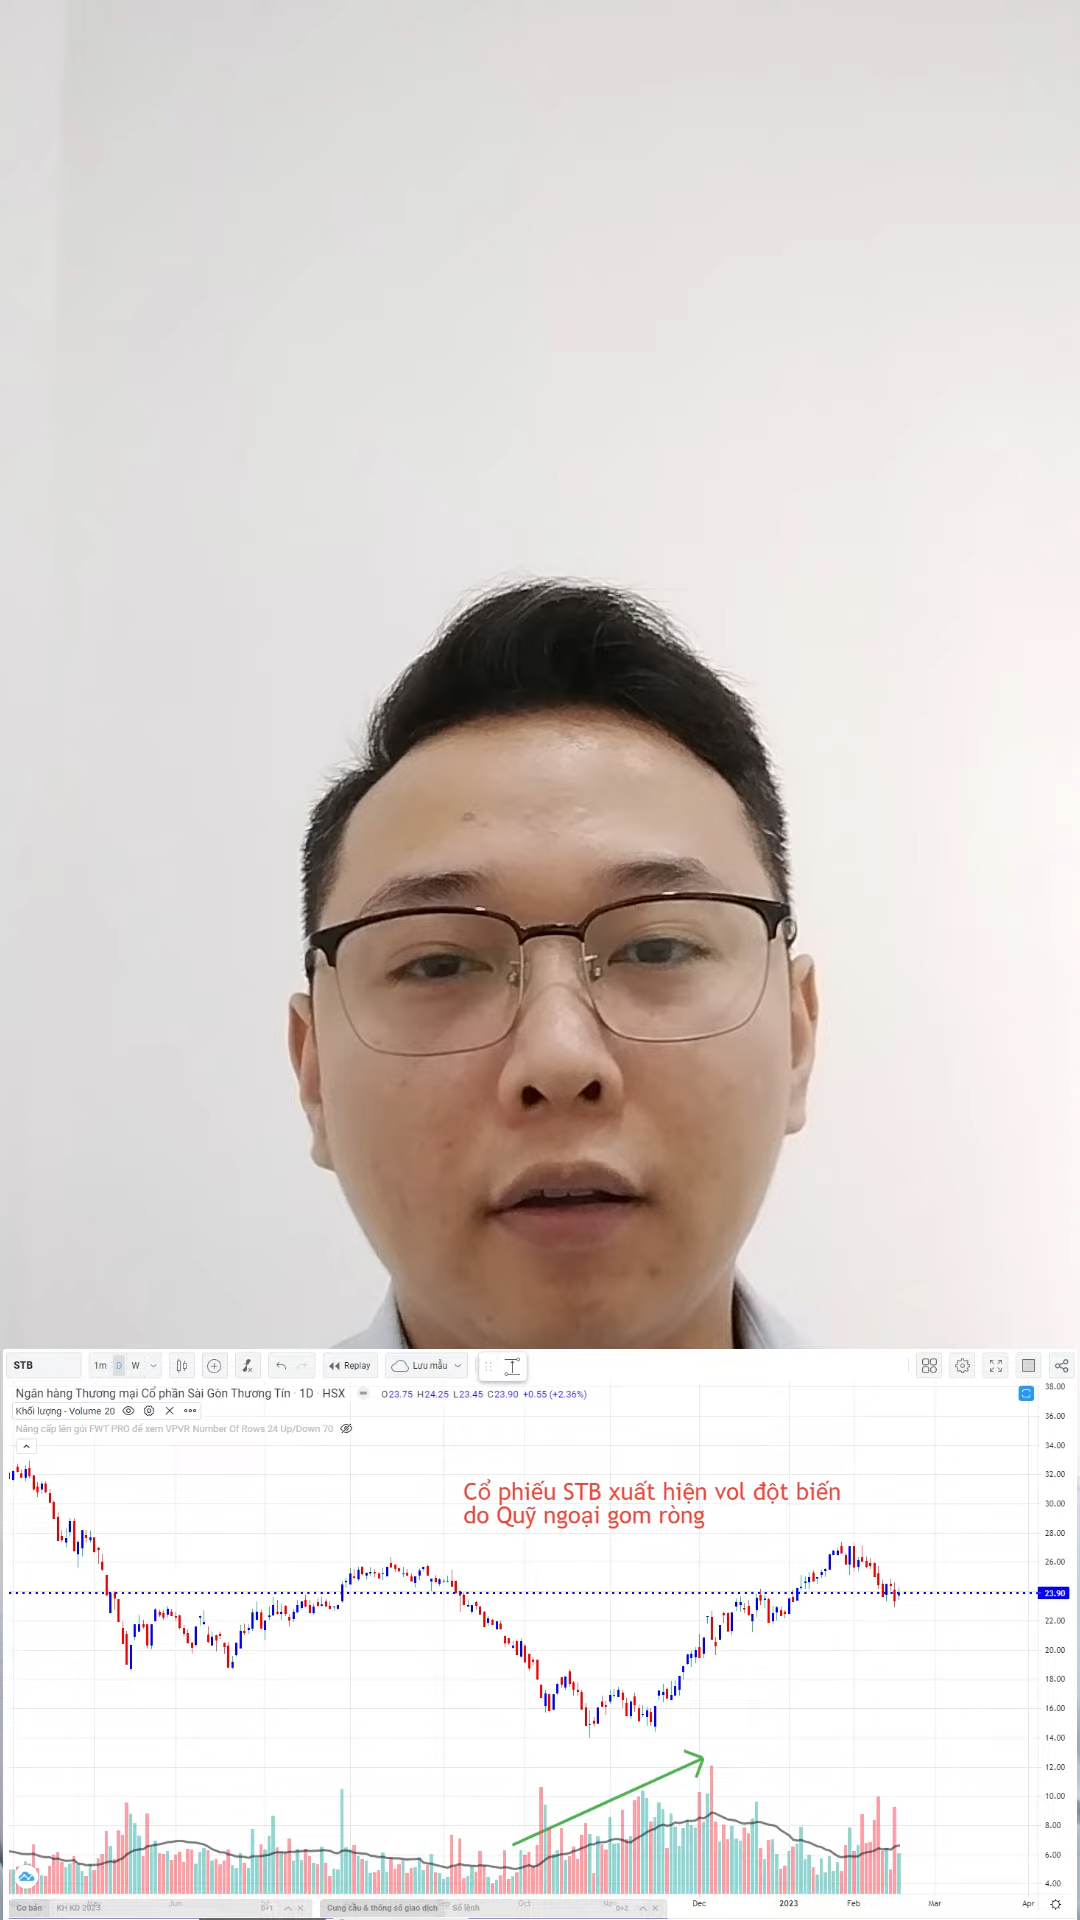 STB 1m D W Replay Lưu mẫu
Ngân hàng Thương mại Cổ phần Sài Gòn Thương Tín · 1D · HSX O23.75 H24.25 L23.45 C23.90 +0.55 (+2.36%)
Khối lượng - Volume 20
Nâng cấp lên gói FWT PRO để xem VPVR Number Of Rows 24 Up/Down 70
Cổ phiếu STB xuất hiện vol đột biến
do Quỹ ngoại gom ròng
38.00
36.00
34.00
32.00
30.00
28.00
26.00
23.90
22.00
20.00
18.00
16.00
14.00
12.00
10.00
8.00
6.00
4.00
May Jun Oct Dec 2023 Feb Mar Apr
Cơ bản KH KD 2023 Cung cầu & thông số giao dịch Sổ lệnh